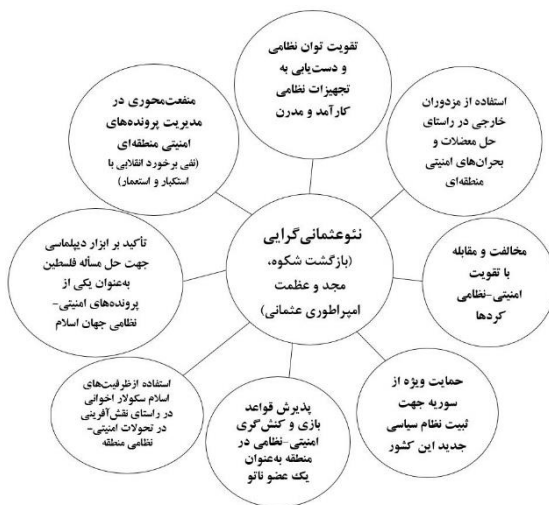 تقویت توان نظامی
و دست‌یابی به
تجهیزات نظامی
کارآمد و مدرن
استفاده از مزدوران
خارجی در راستای
حل معضلات و
بحران‌های امنیتی
منطقه‌ای
مخالفت و مقابله
با تقویت
امنیتی-نظامی
کردها
حمایت ویژه از
سوریه جهت
ثبیت نظام سیاسی
جدید این کشور
پذیرش قواعد
بازی و کنش‌گری
امنیتی-نظامی در
منطقه به‌عنوان
یک عضو ناتو
استفاده ازظرفیت‌های
اسلام سکولار اخوانی
در راستای نقش‌آفرینی
در تحولات امنیتی-
نظامی منطقه
تأکید بر ابزار دیپلماسی
جهت حل مسأله فلسطین
به‌عنوان یکی از
پرونده‌های امنیتی-
نظامی جهان اسلام
منفعت‌محوری در
مدیریت پرونده‌های
امنیتی منطقه‌ای
(نفی برخورد انقلابی با
استکبار و استعمار)
نئوعثمانی‌گرایی
(بازگشت شکوه،
مجد و عظمت
امپراطوری عثمانی)